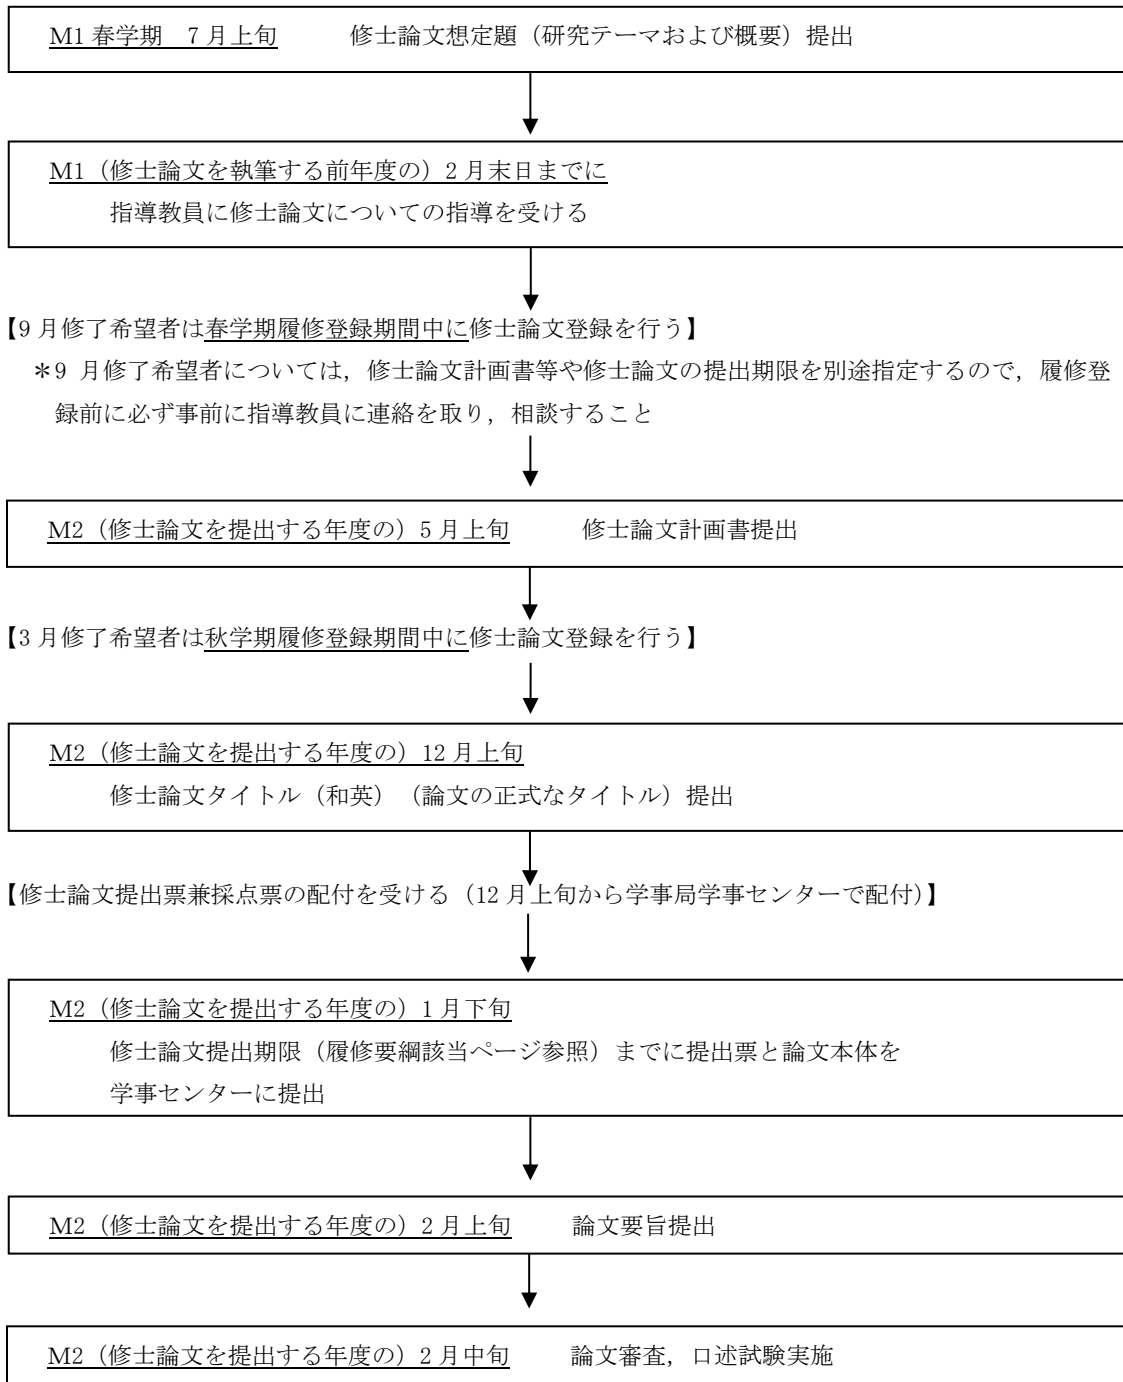 M1 春学期　7 月上旬　　　修士論文想定題（研究テーマおよび概要）提出
M1（修士論文を執筆する前年度の）2 月末日までに
指導教員に修士論文についての指導を受ける
【9 月修了希望者は春学期履修登録期間中に修士論文登録を行う】
＊9 月修了希望者については，修士論文計画書等や修士論文の提出期限を別途指定するので，履修登
録前に必ず事前に指導教員に連絡を取り，相談すること
M2（修士論文を提出する年度の）5 月上旬　　　修士論文計画書提出
【3 月修了希望者は秋学期履修登録期間中に修士論文登録を行う】
M2（修士論文を提出する年度の）12 月上旬
修士論文タイトル（和英）（論文の正式なタイトル）提出
【修士論文提出票兼採点票の配付を受ける（12 月上旬から学事局学事センターで配付）】
M2（修士論文を提出する年度の）1 月下旬
修士論文提出期限（履修要綱該当ページ参照）までに提出票と論文本体を
学事センターに提出
M2（修士論文を提出する年度の）2 月上旬　　　論文要旨提出
M2（修士論文を提出する年度の）2 月中旬　　　論文審査，口述試験実施